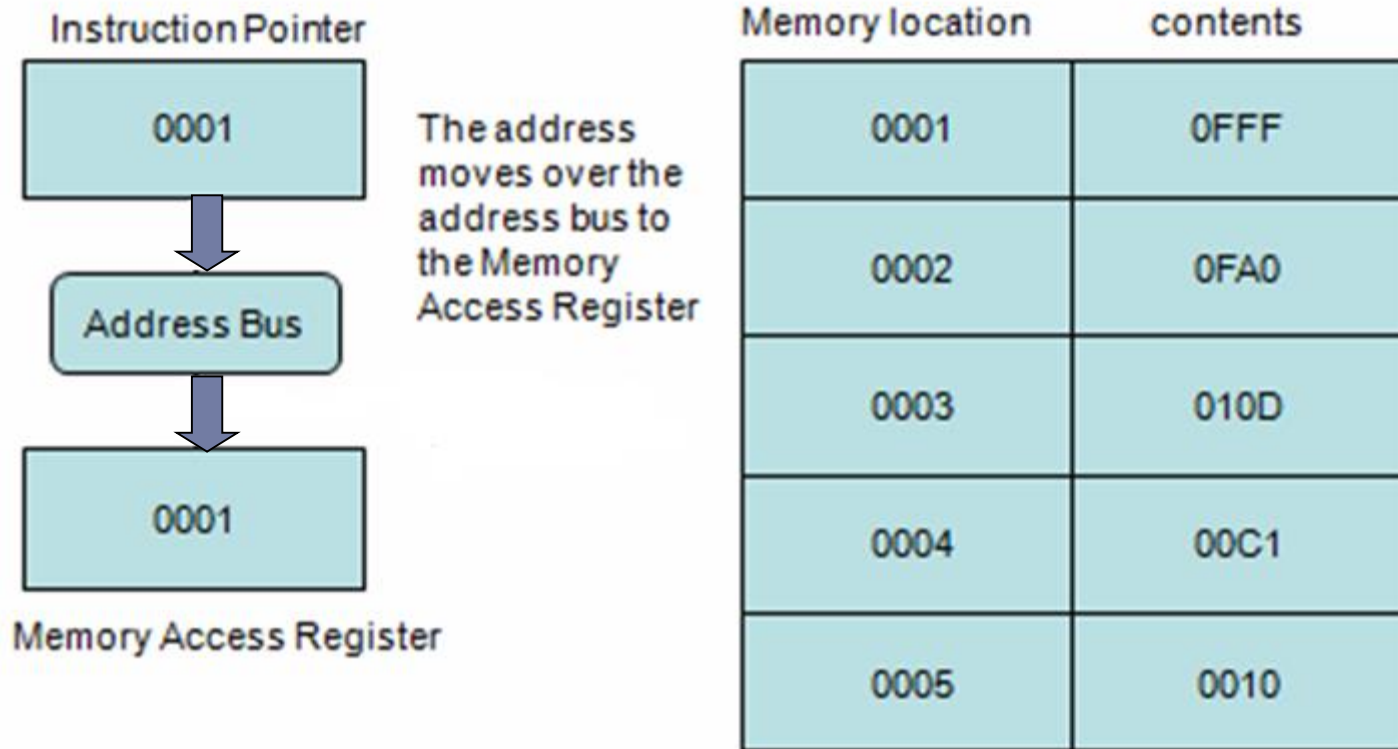 Instruction Pointer
0001
The address
moves over the
address bus to
the Memory
Access Register
Address Bus
0001
Memory Access Register
Memory location contents
0001 0FFF
0002 0FA0
0003 010D
0004 00C1
0005 0010